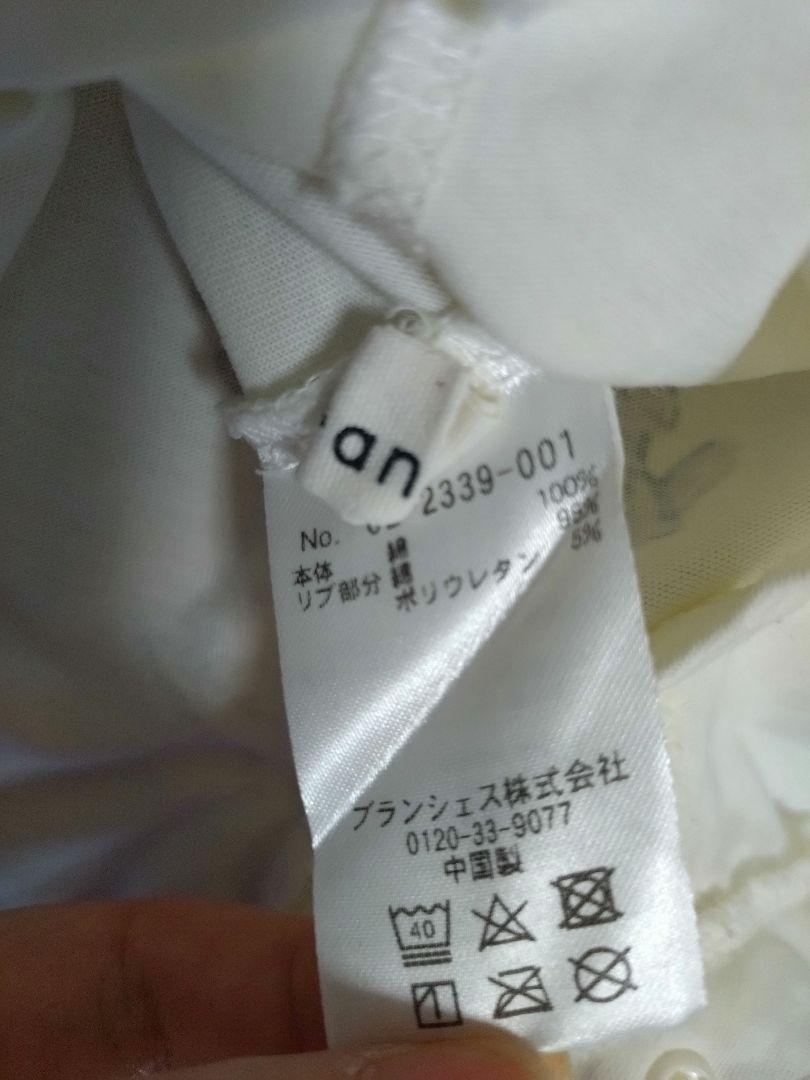 an
No. 2339-001
本体 綿 100%
リブ部分 綿 95%
ポリウレタン 5%
ブランシェス株式会社
0120-33-9077
中国製
40